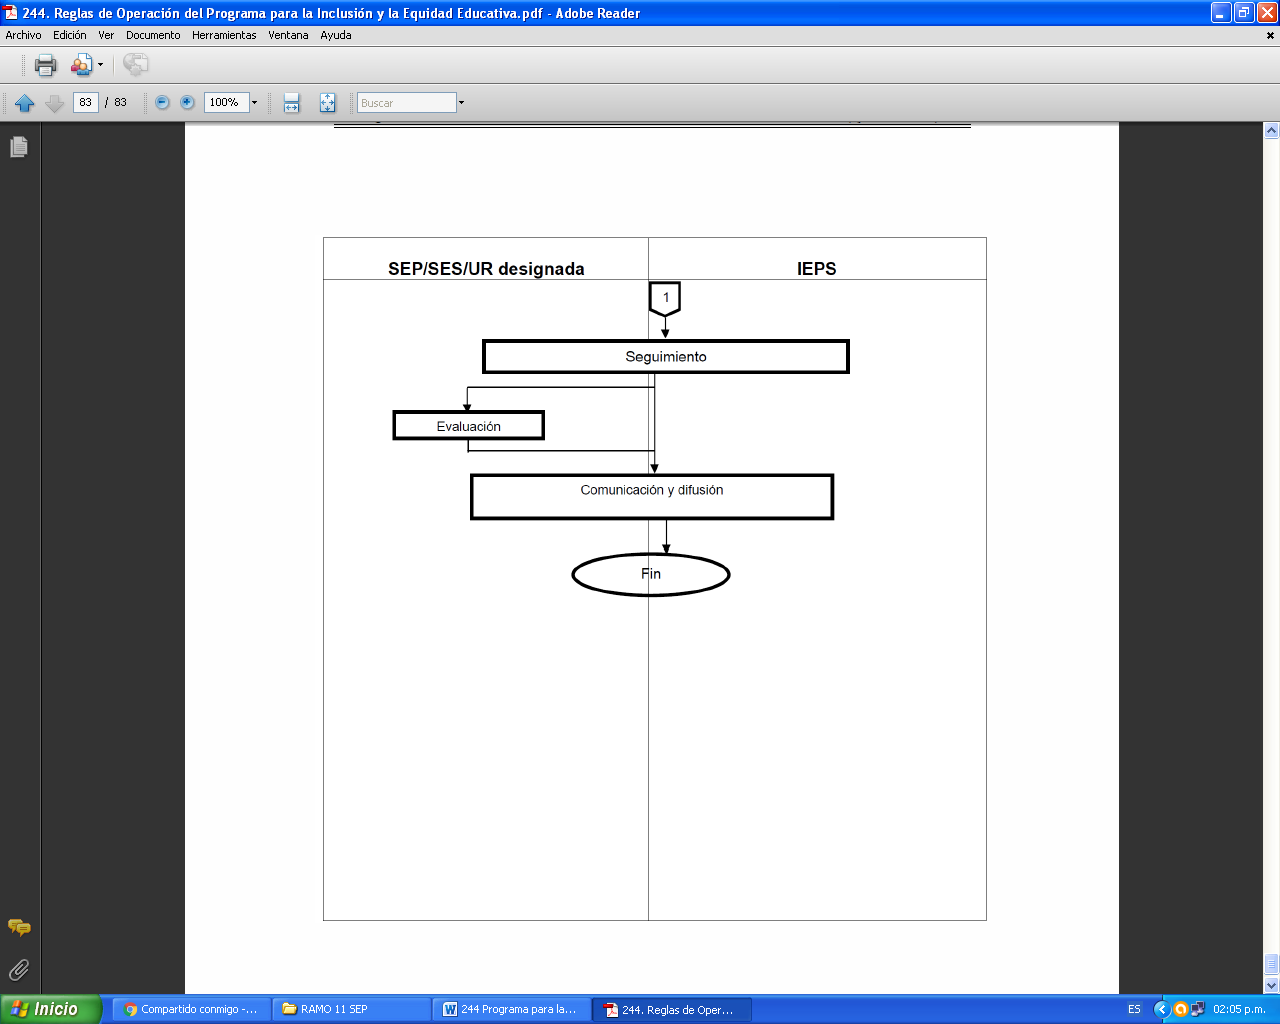 244. Reglas de Operación del Programa para la Inclusión y la Equidad Educativa.pdf - Adobe Reader
Archivo Edición Ver Documento Herramientas Ventana Ayuda
83 / 83 100% Buscar
SEP/SES/UR designada IEPS
1
Seguimiento
Evaluación
Comunicación y difusión
Fin
Inicio Compartido conmigo -... RAMO 11 SEP 244 Programa para la... 244. Reglas de Oper... ES 02:05 p.m.